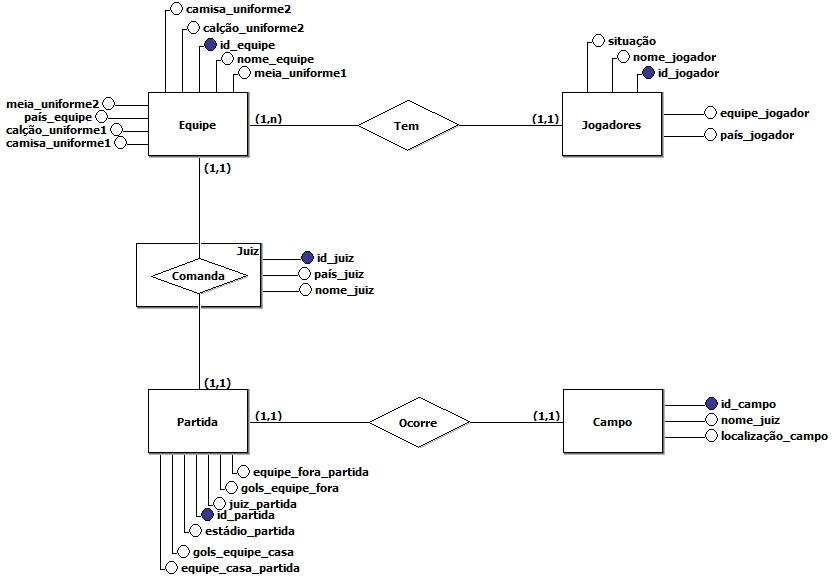 camisa_uniforme2
calção_uniforme2
id_equipe
nome_equipe
meia_uniforme1
meia_uniforme2
país_equipe
calção_uniforme1
camisa_uniforme1
Equipe
(1,n)
Tem
(1,1)
Jogadores
situação
nome_jogador
id_jogador
equipe_jogador
país_jogador
(1,1)
Juiz
Comanda
id_juiz
país_juiz
nome_juiz
(1,1)
Partida
(1,1)
Ocorre
(1,1)
Campo
id_campo
nome_juiz
localização_campo
equipe_fora_partida
gols_equipe_fora
juiz_partida
id_partida
estádio_partida
gols_equipe_casa
equipe_casa_partida